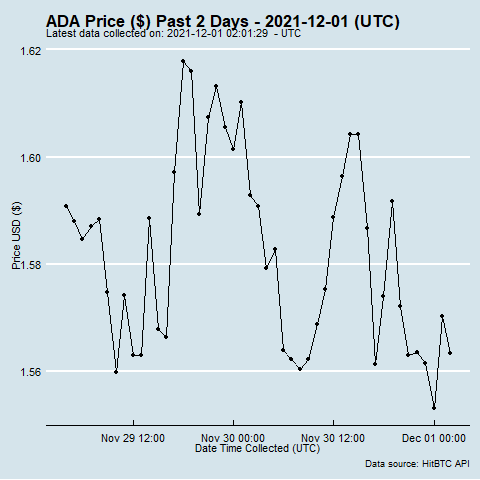 ADA Price ($) Past 2 Days - 2021-12-01 (UTC)
Latest data collected on: 2021-12-01 02:01:29  - UTC
1.62
1.60
1.58
1.56
Price USD ($)
Nov 29 12:00 Nov 30 00:00 Nov 30 12:00 Dec 01 00:00
Date Time Collected (UTC)
Data source: HitBTC API